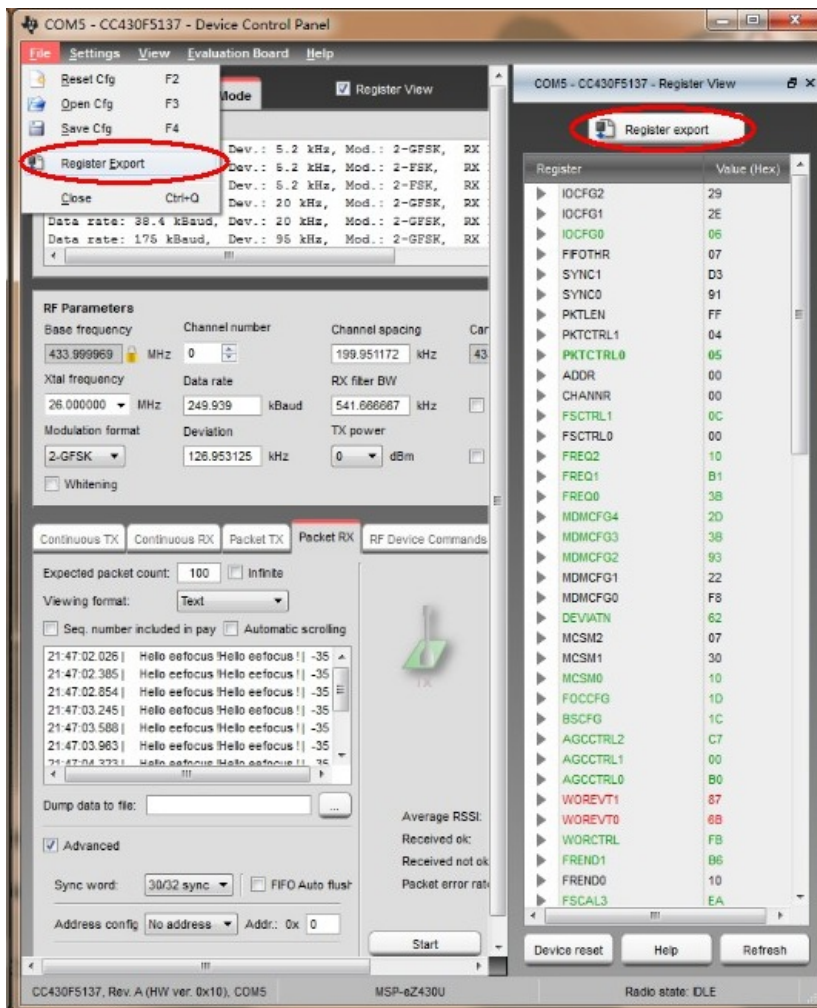 COM5 - CC430F5137 - Device Control Panel
File Settings View Evaluation Board Help
Reset Cfg F2
Open Cfg F3
Save Cfg F4
Register Export
Close Ctrl+Q
Mode
Register View
Dev.: 5.2 kHz, Mod.: 2-GFSK, RX
Dev.: 5.2 kHz, Mod.: 2-FSK, RX
Dev.: 5.2 kHz, Mod.: 2-FSK, RX
Dev.: 20 kHz, Mod.: 2-GFSK, RX
Data rate: 38.4 kBaud, Dev.: 20 kHz, Mod.: 2-GFSK, RX
Data rate: 175 kBaud, Dev.: 95 kHz, Mod.: 2-GFSK, RX
RF Parameters
Base frequency Channel number Channel spacing Car
433.999969 MHz 0 199.951172 kHz 43
Xtal frequency Data rate RX filter BW
26.000000 MHz 249.939 kBaud 541.666667 kHz
Modulation format Deviation TX power
2-GFSK 126.953125 kHz 0 dBm
Whitening
Continuous TX Continuous RX Packet TX Packet RX RF Device Commands
Expected packet count: 100 Infinite
Viewing format: Text
Seq. number included in pay Automatic scrolling
21:47:02.026 | Hello eefocus !Hello eefocus ! | -35
21:47:02.385 | Hello eefocus !Hello eefocus ! | -35
21:47:02.854 | Hello eefocus !Hello eefocus ! | -35
21:47:03.245 | Hello eefocus !Hello eefocus ! | -35
21:47:03.588 | Hello eefocus !Hello eefocus ! | -35
21:47:03.963 | Hello eefocus !Hello eefocus ! | -35
21:47:04.323 | Hello eefocus !Hello eefocus ! | 35
TX
Dump data to file: ...
Advanced
Sync word: 30/32 sync FIFO Auto flush
Address config No address Addr.: 0x 0
Average RSSI:
Received ok:
Received not ok
Packet error rate
Start
COM5 - CC430F5137 - Register View
Register export
Register Value (Hex)
IOCFG2 29
IOCFG1 2E
IOCFG0 06
FIFOTHR 07
SYNC1 D3
SYNC0 91
PKTLEN FF
PKTCTRL1 04
PKTCTRL0 05
ADDR 00
CHANNR 00
FSCTRL1 0C
FSCTRL0 00
FREQ2 10
FREQ1 B1
FREQ0 3B
MDMCFG4 2D
MDMCFG3 3B
MDMCFG2 93
MDMCFG1 22
MDMCFG0 F8
DEVIATN 62
MCSM2 07
MCSM1 30
MCSM0 10
FOCCFG 1D
BSCFG 1C
AGCCTRL2 C7
AGCCTRL1 00
AGCCTRL0 B0
WOREVT1 87
WOREVT0 6B
WORCTRL FB
FREND1 B6
FREND0 10
FSCAL3 EA
Device reset Help Refresh
CC430F5137, Rev. A (HW ver. 0x10), COM5 MSP-eZ430U Radio state: IDLE